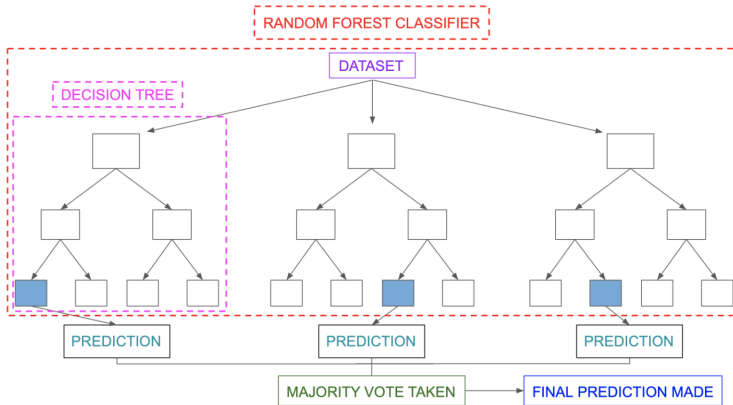 RANDOM FOREST CLASSIFIER
DATASET
DECISION TREE
PREDICTION
PREDICTION
PREDICTION
MAJORITY VOTE TAKEN
FINAL PREDICTION MADE